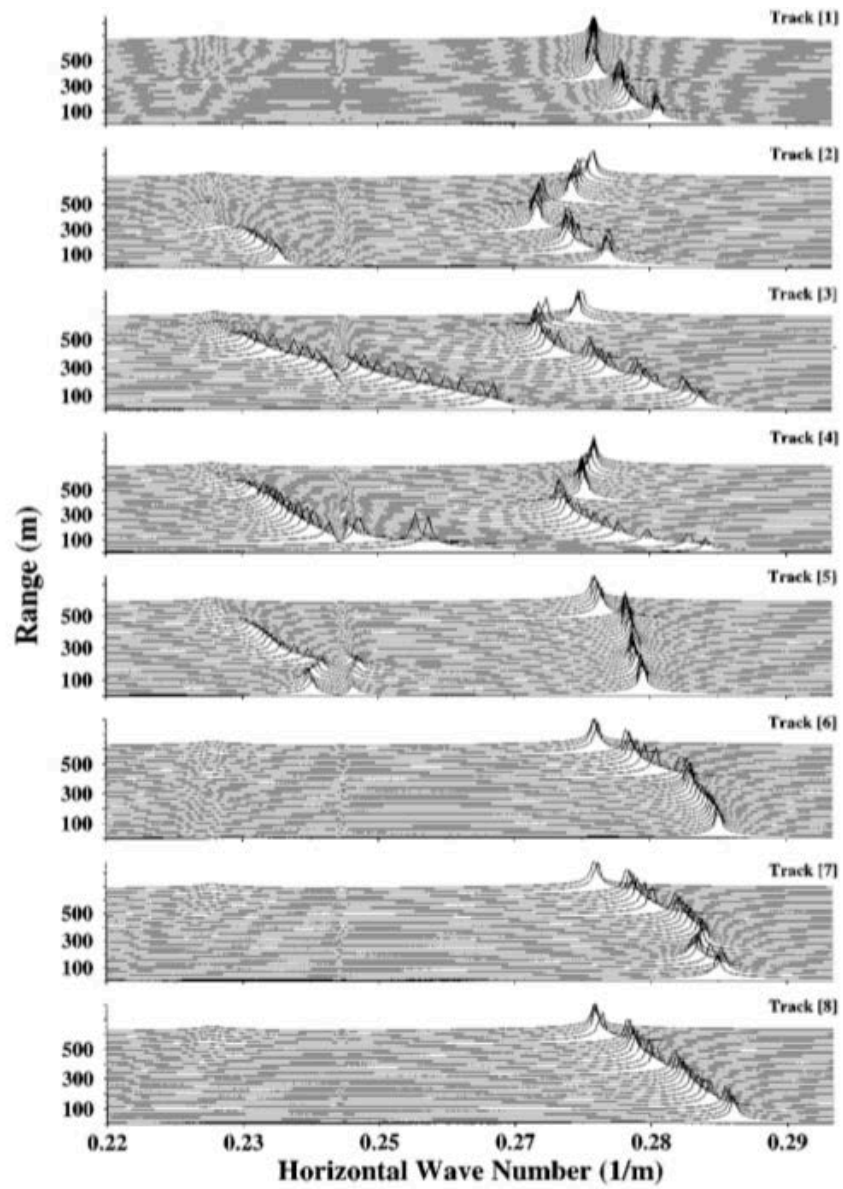 Track [1]
500
300
100
Track [2]
500
300
100
Track [3]
500
300
100
Track [4]
500
300
100
Track [5]
500
300
100
Track [6]
500
300
100
Track [7]
500
300
100
Track [8]
500
300
100
Range (m)
0.22 0.23 0.25 0.27 0.28 0.29
Horizontal Wave Number (1/m)